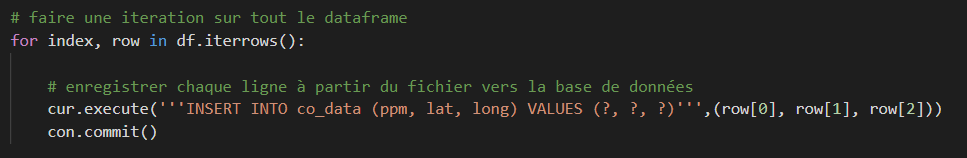 # faire une iteration sur tout le dataframe
for index, row in df.iterrows():
# enregistrer chaque ligne à partir du fichier vers la base de données
cur.execute('''INSERT INTO co_data (ppm, lat, long) VALUES (?, ?, ?)''',(row[0], row[1], row[2]))
con.commit()